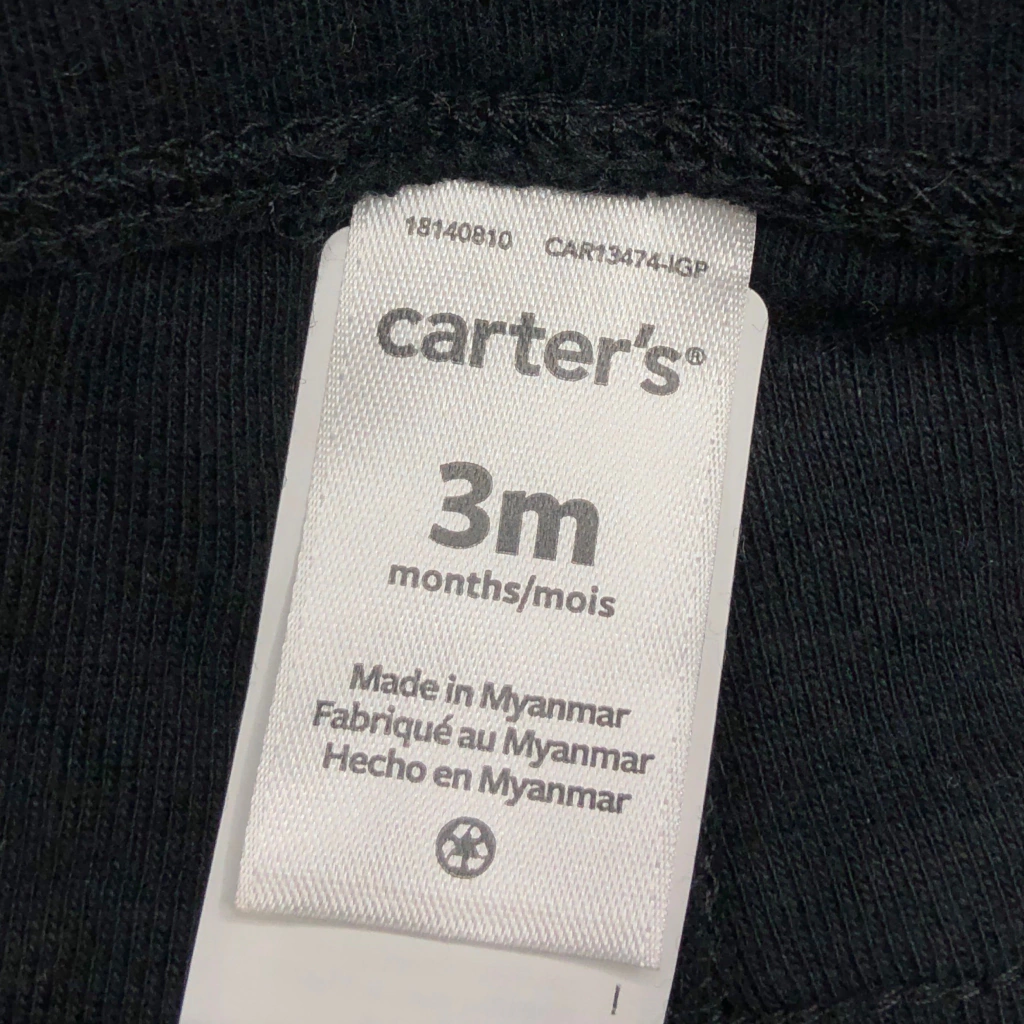 18140810 CAR13474-IGP
carter's®
3m
months/mois
Made in Myanmar
Fabriqué au Myanmar
Hecho en Myanmar